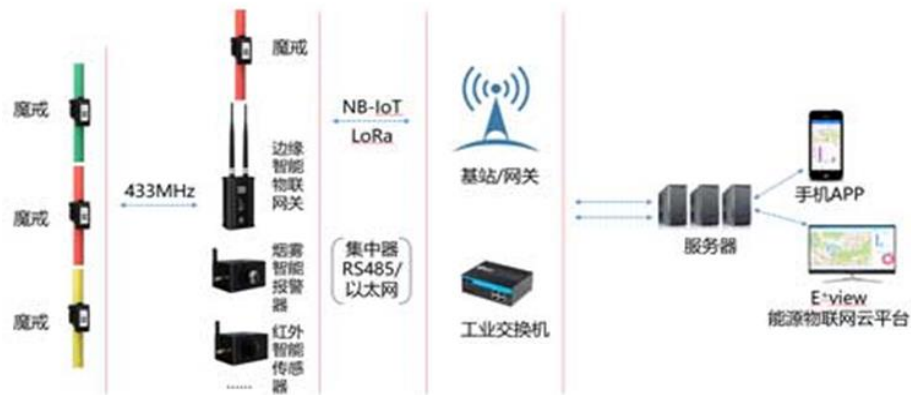 魔戒
魔戒
魔戒
433MHz
魔戒
边缘
智能
物联
网关
烟雾
智能
报警
器
红外
智能
传感
器
......
NB-IoT
LoRa
集中器
RS485/
以太网
基站/网关
工业交换机
服务器
手机APP
能源物联网云平台